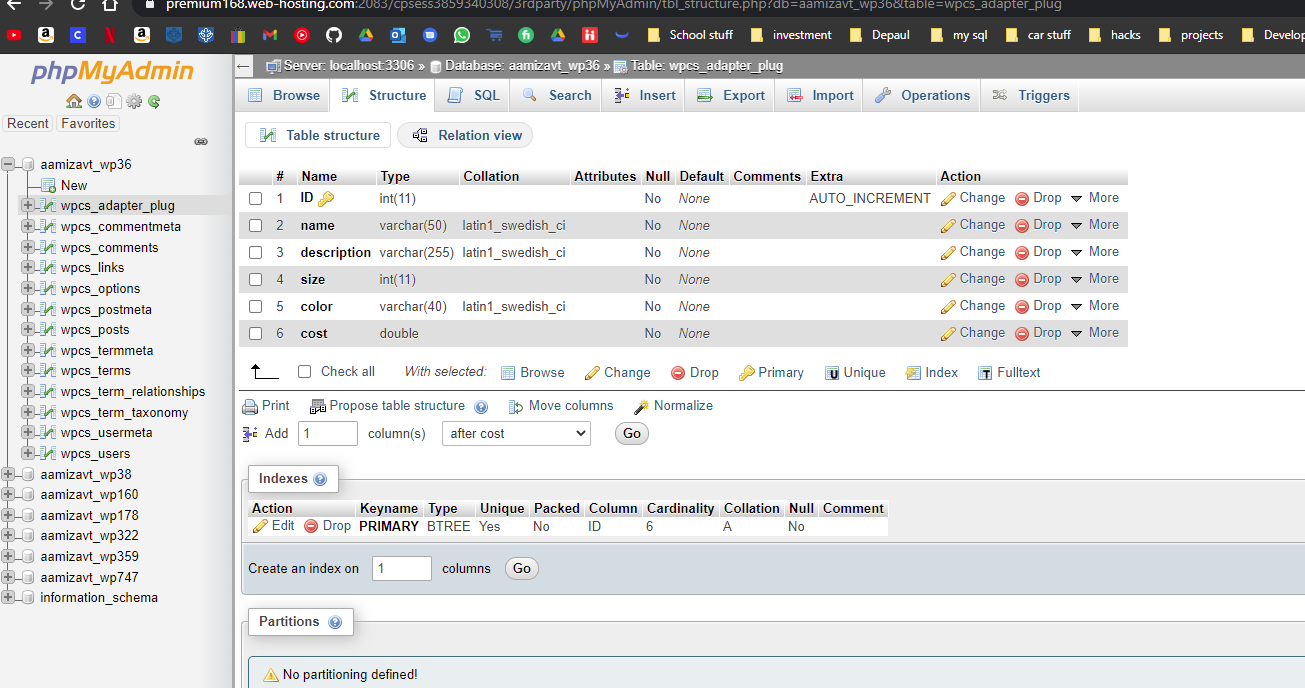 premium168.web-hosting.com:2083/cpsess3859340308/3rdparty/phpMyAdmin/tbl_structure.php?db=aamizavt_wp36&table=wpcs_adapter_plug
School stuff investment Depaul my sql car stuff hacks projects Develop
phpMyAdmin
Recent Favorites
aamizavt_wp36
New
wpcs_adapter_plug
wpcs_commentmeta
wpcs_comments
wpcs_links
wpcs_options
wpcs_postmeta
wpcs_posts
wpcs_termmeta
wpcs_terms
wpcs_term_relationships
wpcs_term_taxonomy
wpcs_usermeta
wpcs_users
aamizavt_wp38
aamizavt_wp160
aamizavt_wp178
aamizavt_wp322
aamizavt_wp359
aamizavt_wp747
information_schema
Server: localhost:3306 » Database: aamizavt_wp36 » Table: wpcs_adapter_plug
Browse Structure SQL Search Insert Export Import Operations Triggers
Table structure Relation view
# Name Type Collation Attributes Null Default Comments Extra Action
1 ID int(11) No None AUTO_INCREMENT Change Drop More
2 name varchar(50) latin1_swedish_ci No None Change Drop More
3 description varchar(255) latin1_swedish_ci No None Change Drop More
4 size int(11) No None Change Drop More
5 color varchar(40) latin1_swedish_ci No None Change Drop More
6 cost double No None Change Drop More
Check all With selected: Browse Change Drop Primary Unique Index Fulltext
Print Propose table structure Move columns Normalize
Add 1 column(s) after cost Go
Indexes
Action Keyname Type Unique Packed Column Cardinality Collation Null Comment
Edit Drop PRIMARY BTREE Yes No ID 6 A No
Create an index on 1 columns Go
Partitions
No partitioning defined!